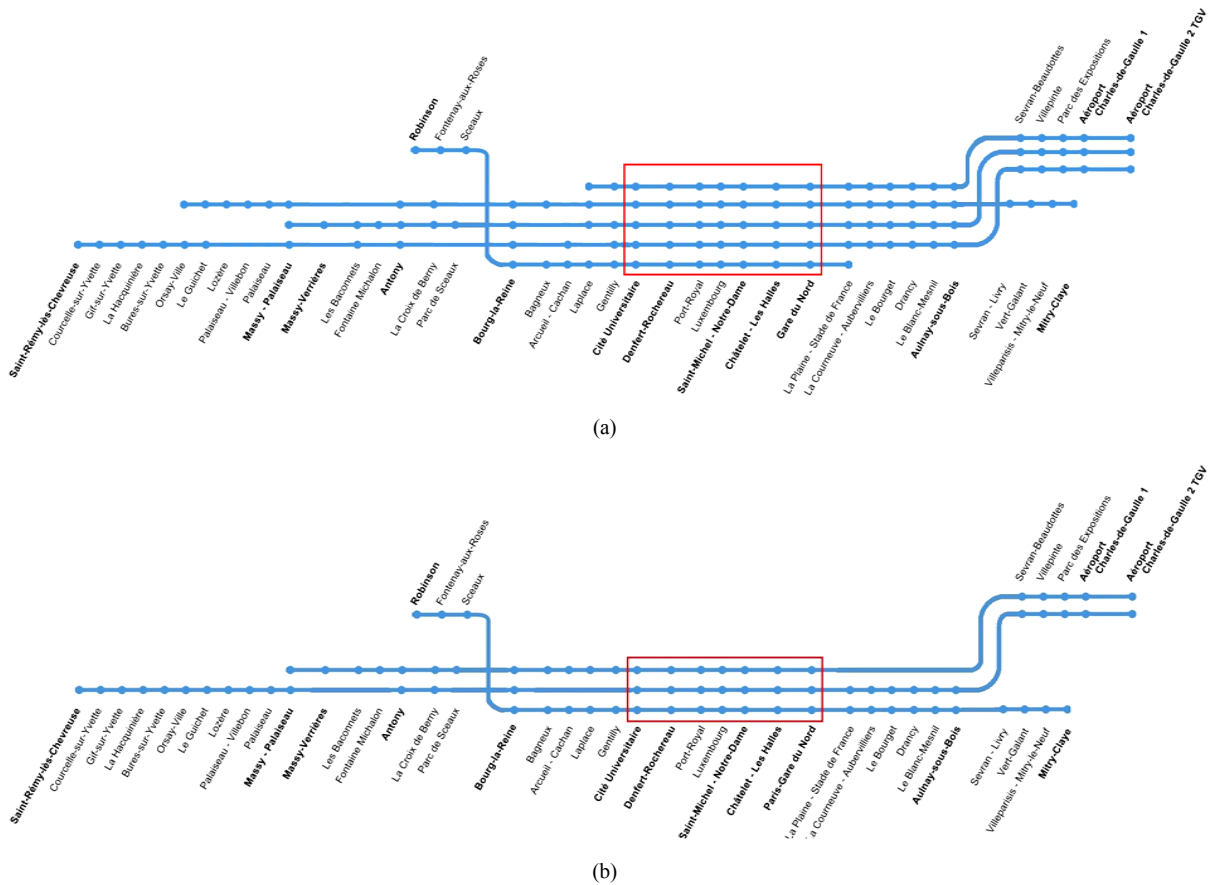 Robinson
Fontenay-aux-Roses
Sceaux
Sevran-Beaudottes
Villepinte
Parc des Expositions
Aéroport
Charles-de-Gaulle 1
Aéroport
Charles-de-Gaulle 2 TGV
Saint-Rémy-lès-Chevreuse
Courcelle-sur-Yvette
Gif-sur-Yvette
La Hacquinière
Bures-sur-Yvette
Orsay-Ville
Le Guichet
Lozère
Palaiseau - Villebon
Palaiseau
Massy - Palaiseau
Massy-Verrières
Les Baconnets
Fontaine Michalon
Antony
La Croix de Berny
Parc de Sceaux
Bourg-la-Reine
Bagneux
Arcueil - Cachan
Laplace
Gentilly
Cité Universitaire
Denfert-Rochereau
Port-Royal
Luxembourg
Saint-Michel - Notre-Dame
Châtelet - Les Halles
Gare du Nord
La Plaine - Stade de France
La Courneuve - Aubervilliers
Le Bourget
Drancy
Le Blanc-Mesnil
Aulnay-sous-Bois
Sevran - Livry
Vert-Galant
Villeparisis - Mitry-le-Neuf
Mitry-Claye
(a)
Robinson
Fontenay-aux-Roses
Sceaux
Sevran-Beaudottes
Villepinte
Parc des Expositions
Aéroport
Charles-de-Gaulle 1
Aéroport
Charles-de-Gaulle 2 TGV
Saint-Rémy-lès-Chevreuse
Courcelle-sur-Yvette
Gif-sur-Yvette
La Hacquinière
Bures-sur-Yvette
Orsay-Ville
Le Guichet
Lozère
Palaiseau - Villebon
Palaiseau
Massy - Palaiseau
Massy-Verrières
Les Baconnets
Fontaine Michalon
Antony
La Croix de Berny
Parc de Sceaux
Bourg-la-Reine
Bagneux
Arcueil - Cachan
Laplace
Gentilly
Cité Universitaire
Denfert-Rochereau
Port-Royal
Luxembourg
Saint-Michel - Notre-Dame
Châtelet - Les Halles
Paris-Gare du Nord
La Plaine - Stade de France
La Courneuve - Aubervilliers
Le Bourget
Drancy
Le Blanc-Mesnil
Aulnay-sous-Bois
Sevran - Livry
Vert-Galant
Villeparisis - Mitry-le-Neuf
Mitry-Claye
(b)